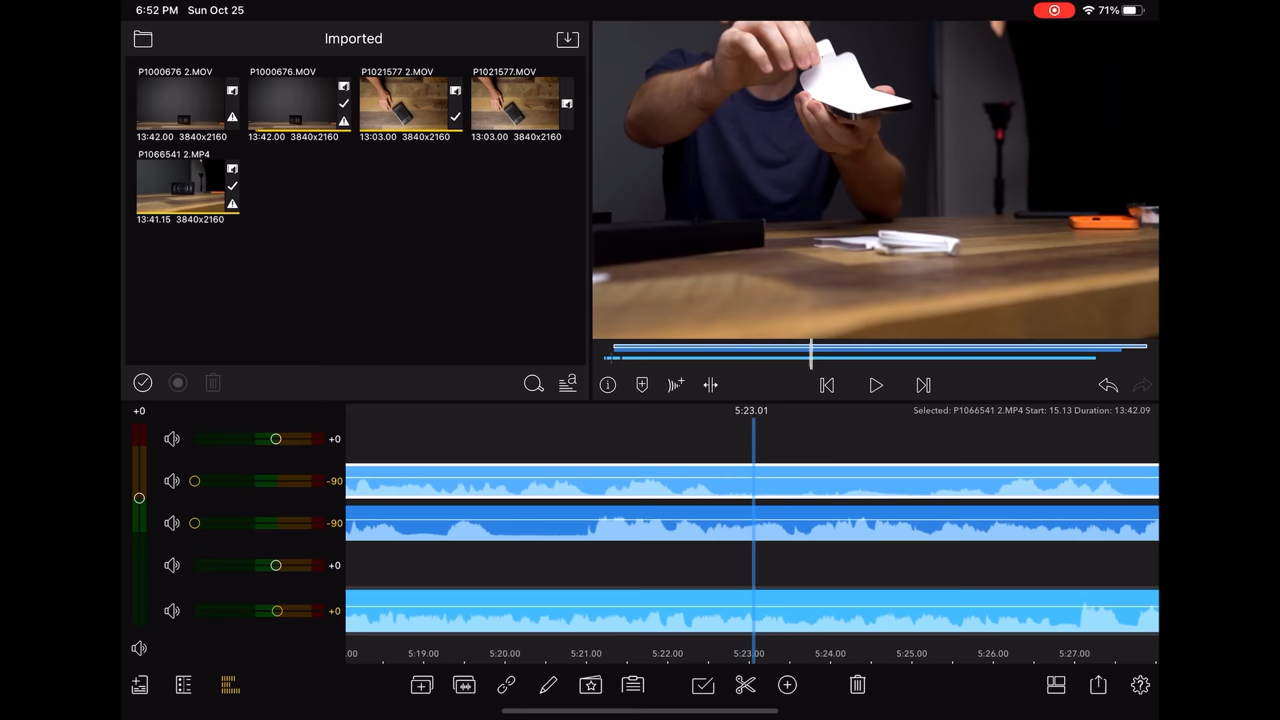 6:52 PM Sun Oct 25
71%
Imported
P1000676 2.MOV P1000676.MOV P1021577 2.MOV P1021577.MOV
13:42.00 3840x2160 13:42.00 3840x2160 13:03.00 3840x2160 13:03.00 3840x2160
P1066541 2.MP4
13:41.15 3840x2160
a
+0
5:23.01
Selected: P1066541 2.MP4 Start: 15.13 Duration: 13:42.09
+0
-90
-90
+0
+0
.00 5:19.00 5:20.00 5:21.00 5:22.00 5:23.00 5:24.00 5:25.00 5:26.00 5:27.00